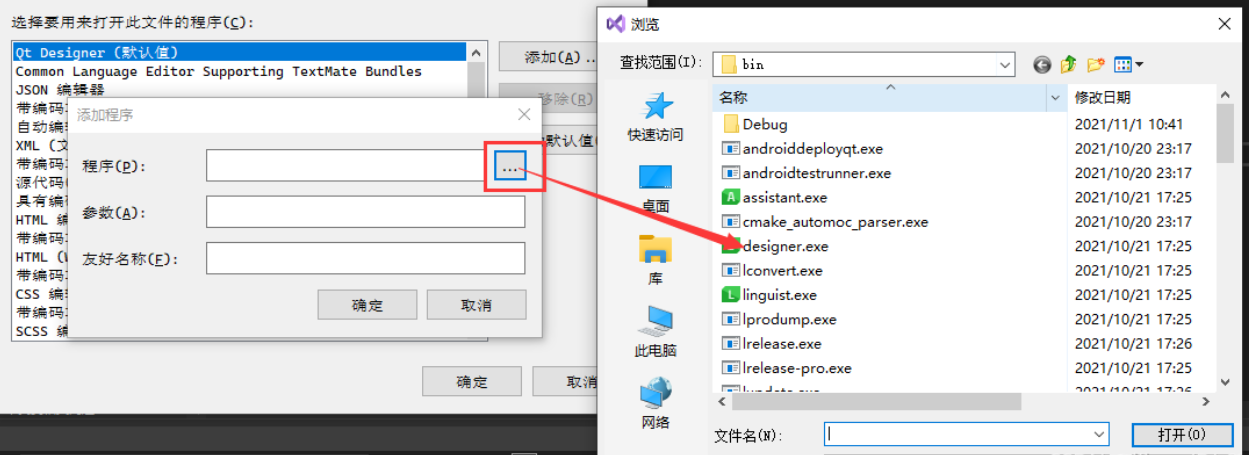 选择要用来打开此文件的程序(C):
Qt Designer (默认值)
Common Language Editor Supporting TextMate Bundles
JSON 编辑器
带编码
自动编
XML (文
带编码
源代码
具有编
HTML 编
带编码
HTML (W
带编码
CSS 编
带编码
SCSS 编
添加(A)...
移除(R)
默认值
确定
取消
添加程序
程序(P):
...
参数(A):
友好名称(F):
确定
取消
浏览
查找范围(I):
bin
快速访问
桌面
库
此电脑
网络
名称
修改日期
Debug
2021/11/1 10:41
androiddeployqt.exe
2021/10/20 23:17
androidtestrunner.exe
2021/10/20 23:17
assistant.exe
2021/10/21 17:25
cmake_automoc_parser.exe
2021/10/20 23:17
designer.exe
2021/10/21 17:25
lconvert.exe
2021/10/21 17:25
linguist.exe
2021/10/21 17:25
lprodump.exe
2021/10/21 17:25
lrelease.exe
2021/10/21 17:26
lrelease-pro.exe
2021/10/21 17:25
lupdate.exe
2021/10/21 17:26
文件名(N):
打开(O)